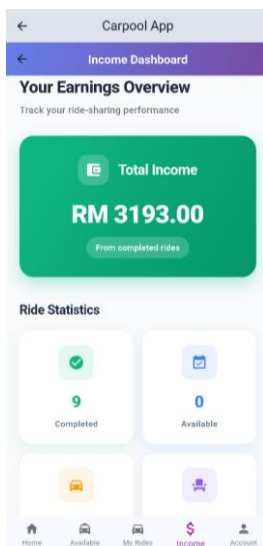 Carpool App
Income Dashboard
Your Earnings Overview
Track your ride-sharing performance
Total Income
RM 3193.00
From completed rides
Ride Statistics
9
Completed
0
Available
Home Available My Rides Income Account